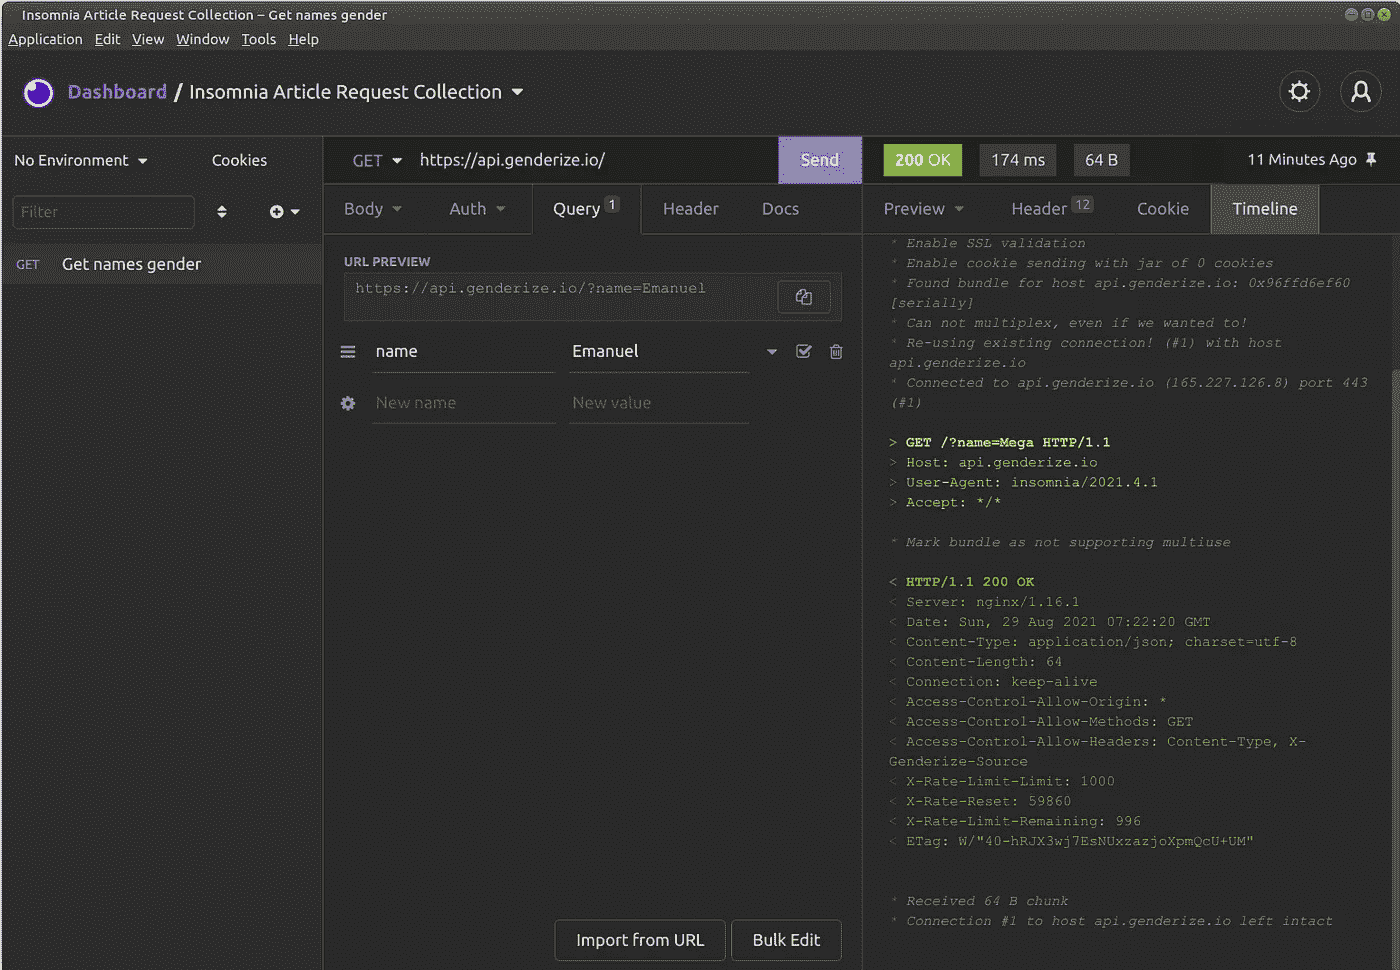 Insomnia Article Request Collection – Get names gender
Application Edit View Window Tools Help
Dashboard / Insomnia Article Request Collection
No Environment Cookies
Filter
GET Get names gender
GET https://api.genderize.io/ Send
Body Auth Query 1 Header Docs
URL PREVIEW
https://api.genderize.io/?name=Emanuel
name Emanuel
New name New value
Import from URL Bulk Edit
200 OK 174 ms 64 B 11 Minutes Ago
Preview Header 12 Cookie Timeline
* Enable SSL validation
* Enable cookie sending with jar of 0 cookies
* Found bundle for host api.genderize.io: 0x96ffd6ef60
[serially]
* Can not multiplex, even if we wanted to!
* Re-using existing connection! (#1) with host
api.genderize.io
* Connected to api.genderize.io (165.227.126.8) port 443
(#1)
> GET /?name=Mega HTTP/1.1
> Host: api.genderize.io
> User-Agent: insomnia/2021.4.1
> Accept: */*
* Mark bundle as not supporting multiuse
< HTTP/1.1 200 OK
< Server: nginx/1.16.1
< Date: Sun, 29 Aug 2021 07:22:20 GMT
< Content-Type: application/json; charset=utf-8
< Content-Length: 64
< Connection: keep-alive
< Access-Control-Allow-Origin: *
< Access-Control-Allow-Methods: GET
< Access-Control-Allow-Headers: Content-Type, X-
Genderize-Source
< X-Rate-Limit-Limit: 1000
< X-Rate-Reset: 59860
< X-Rate-Limit-Remaining: 996
< ETag: W/"40-hRJX3wj7EsNUxzazjoXpmQcU+UM"
* Received 64 B chunk
* Connection #1 to host api.genderize.io left intact